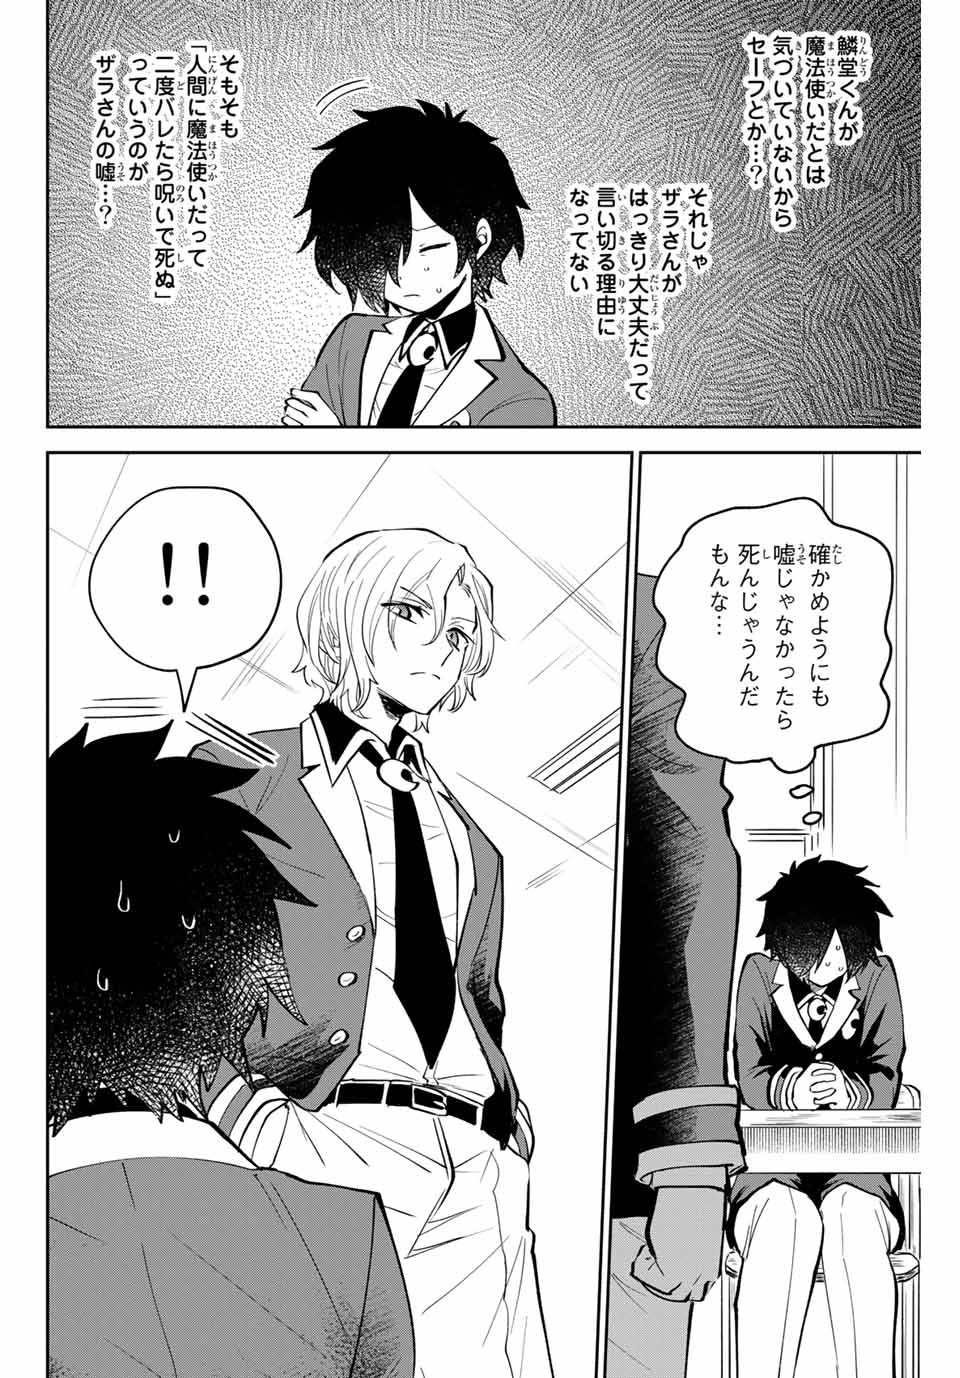 鱗堂くんが
魔法使いだとは
気づいていないから
セーフとか…？
それじゃ
ザラさんが
はっきり大丈夫だって
言い切る理由に
なってない
そもそも
「人間に魔法使いだって
二度バレたら呪いで死ぬ」
っていうのが
ザラさんの嘘…？
確かめようにも
嘘じゃなかったら
死んじゃうんだ
もんな…
！！